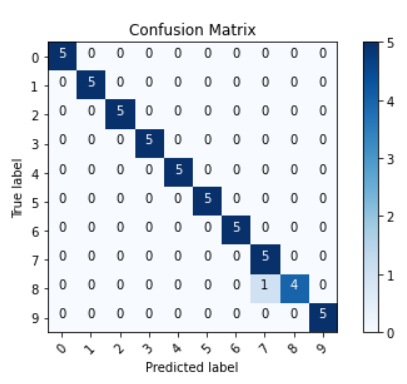 Confusion Matrix
0 5 0 0 0 0 0 0 0 0 0
1 0 5 0 0 0 0 0 0 0 0
2 0 0 5 0 0 0 0 0 0 0
3 0 0 0 5 0 0 0 0 0 0
4 0 0 0 0 5 0 0 0 0 0
5 0 0 0 0 0 5 0 0 0 0
6 0 0 0 0 0 0 5 0 0 0
7 0 0 0 0 0 0 0 5 0 0
8 0 0 0 0 0 0 0 1 4 0
9 0 0 0 0 0 0 0 0 0 5
0 1 2 3 4 5 6 7 8 9
True label
Predicted label
5
4
3
2
1
0